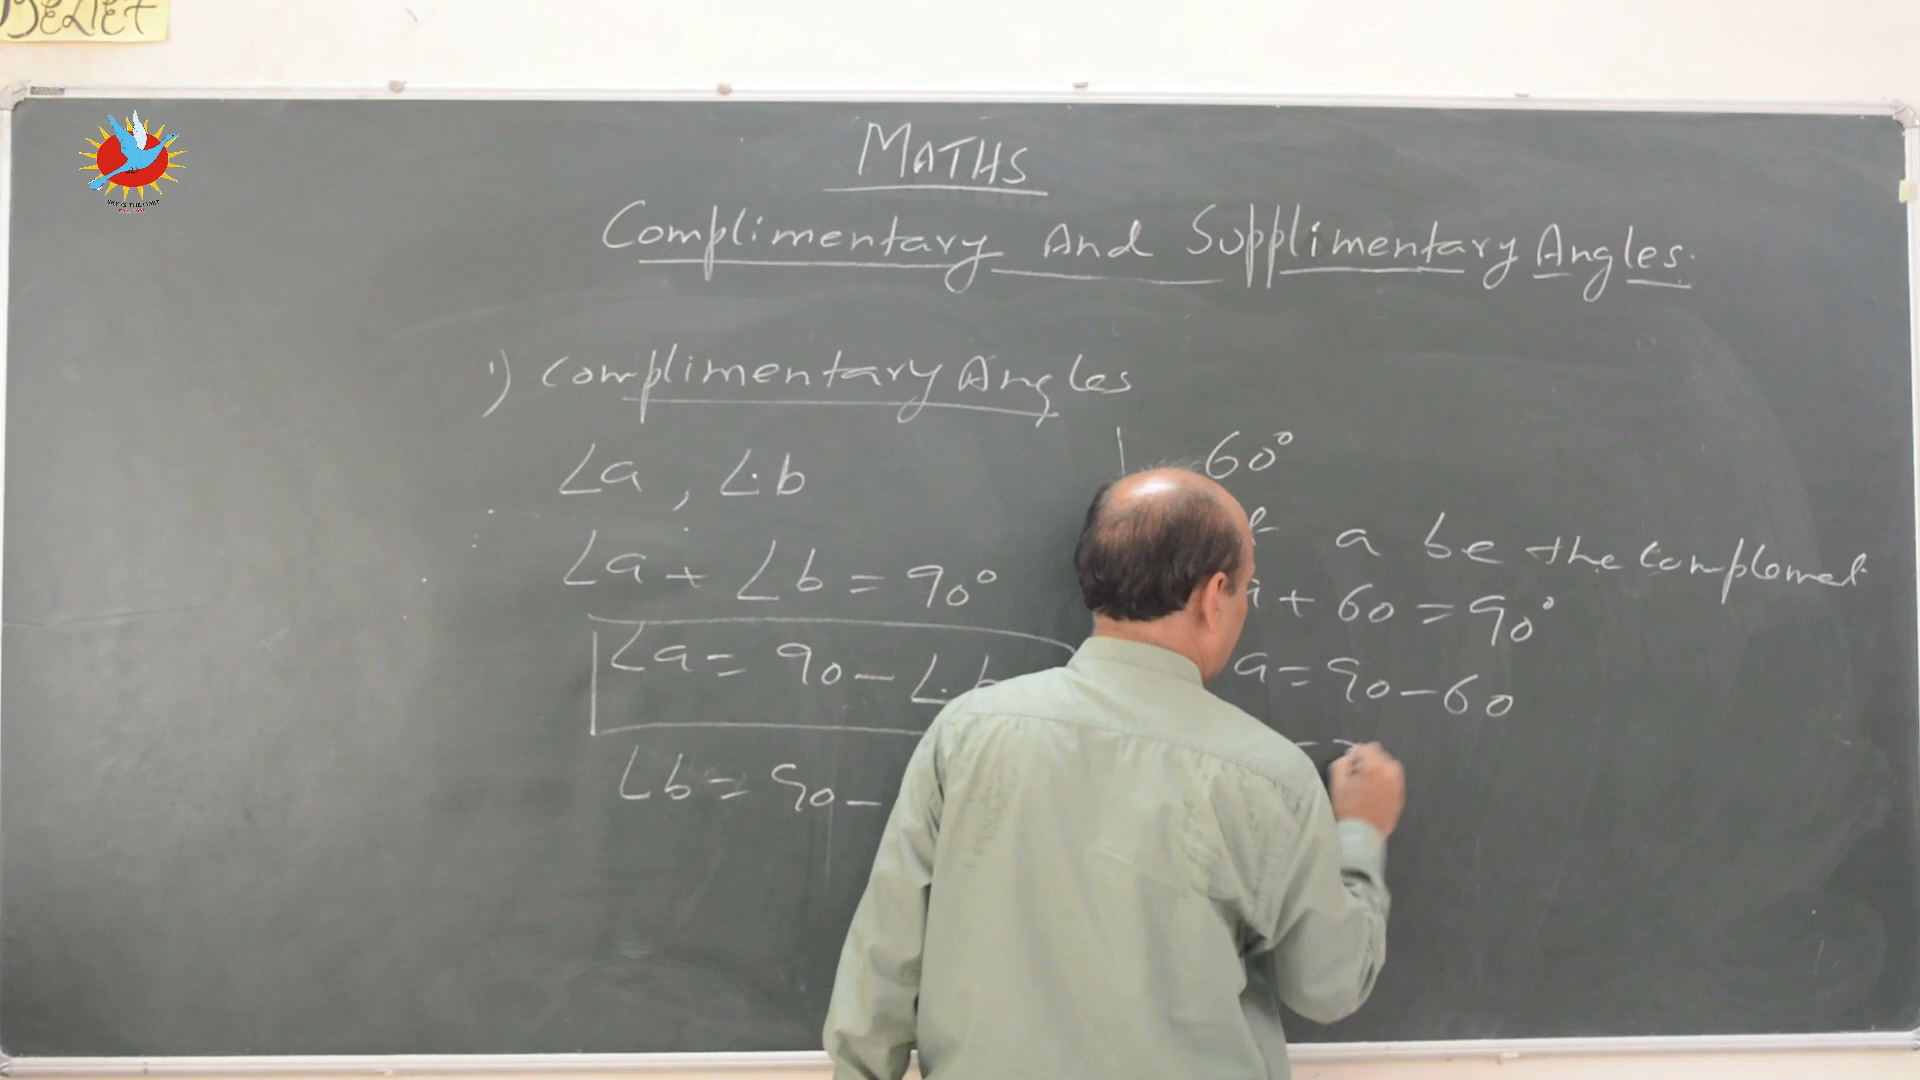 BELIEF
MATHS
Complimentary And Supplimentary Angles.
1) Complimentary Angles
∠a , ∠b
∠a + ∠b = 90°
∠a = 90 - ∠b
∠b = 90 -
60°
a be the complement
a + 60 = 90°
a = 90 - 60
=